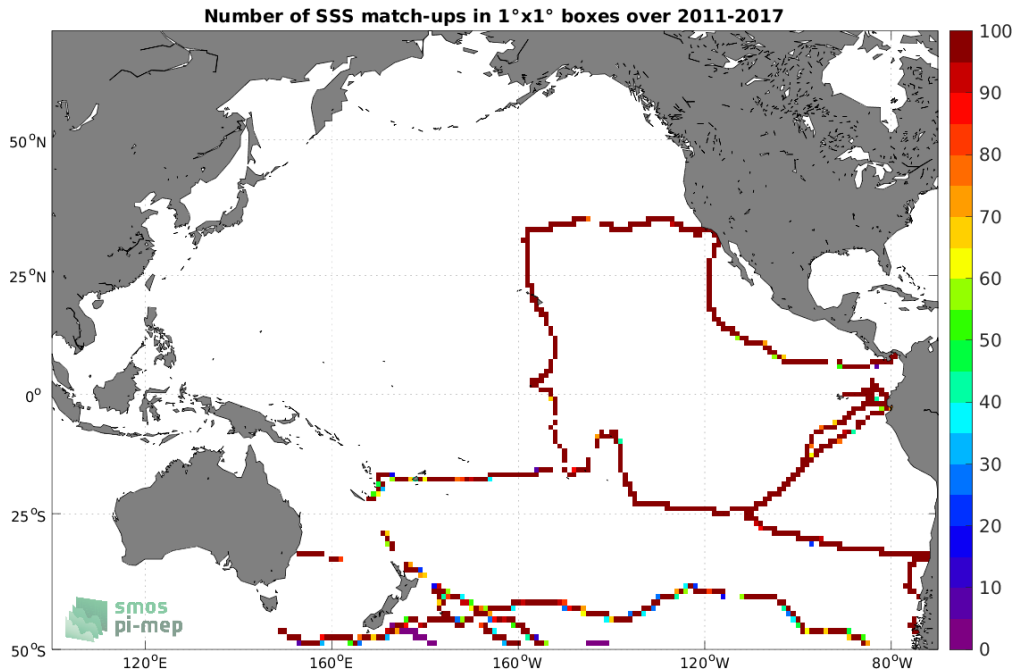 Number of SSS match-ups in 1°x1° boxes over 2011-2017
50°N
25°N
0°
25°S
50°S
120°E
160°E
160°W
120°W
80°W
100
90
80
70
60
50
40
30
20
10
0
smos
pi-mep